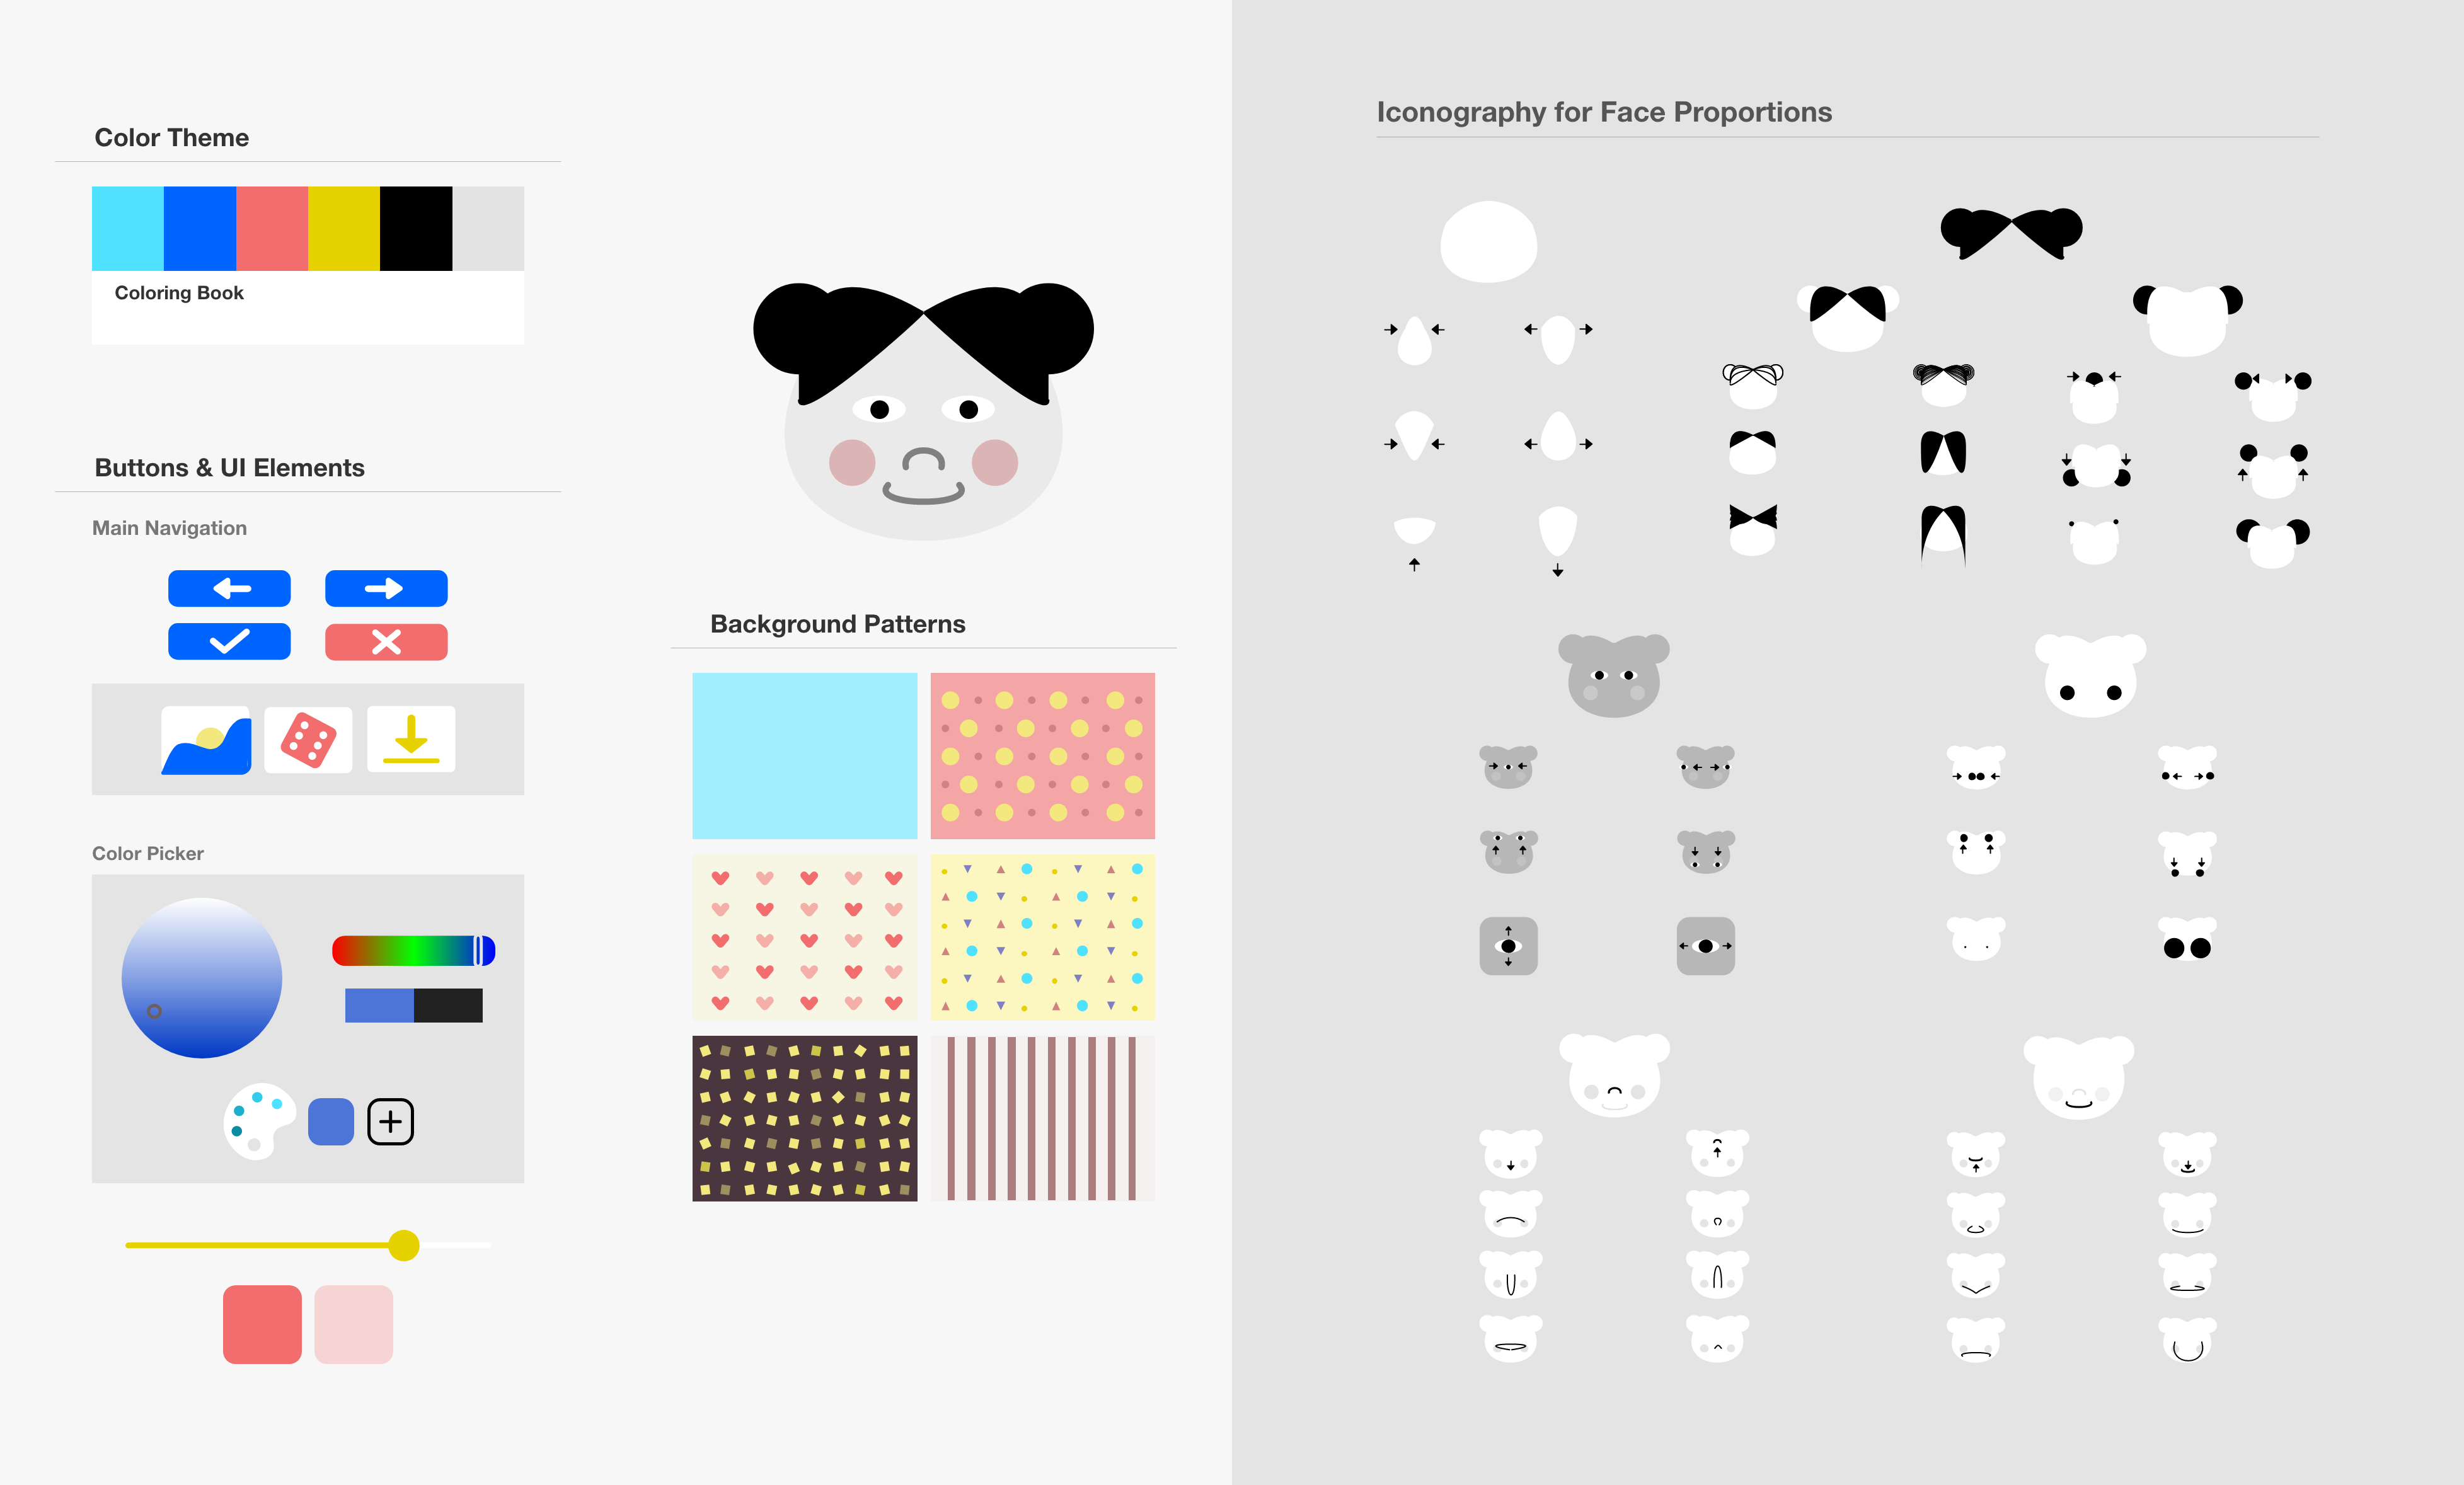 Color Theme
Coloring Book
Buttons & UI Elements
Main Navigation
Color Picker
Background Patterns
Iconography for Face Proportions